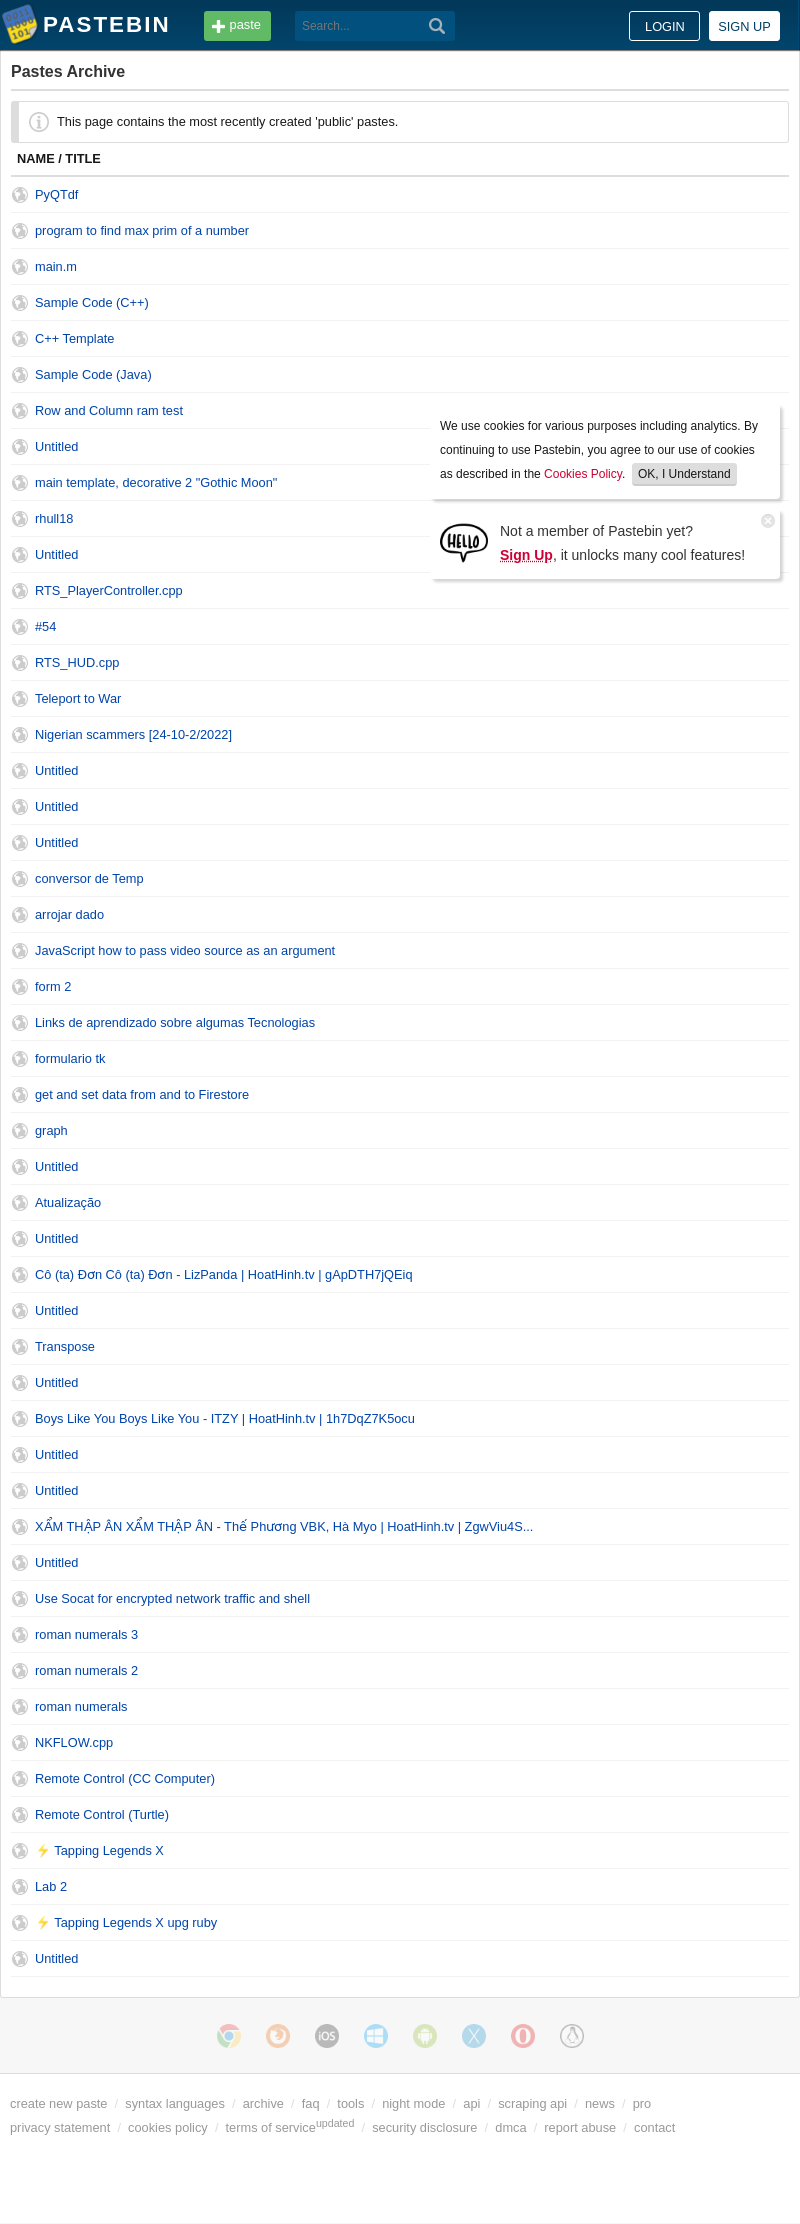 PASTEBIN paste Search... LOGIN SIGN UP
Pastes Archive
This page contains the most recently created 'public' pastes.
NAME / TITLE
PyQTdf
program to find max prim of a number
main.m
Sample Code (C++)
C++ Template
Sample Code (Java)
Row and Column ram test
Untitled
main template, decorative 2 "Gothic Moon"
rhull18
Untitled
We use cookies for various purposes including analytics. By
continuing to use Pastebin, you agree to our use of cookies
as described in the Cookies Policy. OK, I Understand
HELLO
Not a member of Pastebin yet?
Sign Up, it unlocks many cool features!
RTS_PlayerController.cpp
#54
RTS_HUD.cpp
Teleport to War
Nigerian scammers [24-10-2/2022]
Untitled
Untitled
Untitled
conversor de Temp
arrojar dado
JavaScript how to pass video source as an argument
form 2
Links de aprendizado sobre algumas Tecnologias
formulario tk
get and set data from and to Firestore
graph
Untitled
Atualização
Untitled
Cô (ta) Đơn Cô (ta) Đơn - LizPanda | HoatHinh.tv | gApDTH7jQEiq
Untitled
Transpose
Untitled
Boys Like You Boys Like You - ITZY | HoatHinh.tv | 1h7DqZ7K5ocu
Untitled
Untitled
XẨM THẬP ÂN XẨM THẬP ÂN - Thế Phương VBK, Hà Myo | HoatHinh.tv | ZgwViu4S...
Untitled
Use Socat for encrypted network traffic and shell
roman numerals 3
roman numerals 2
roman numerals
NKFLOW.cpp
Remote Control (CC Computer)
Remote Control (Turtle)
⚡ Tapping Legends X
Lab 2
⚡ Tapping Legends X upg ruby
Untitled
iOS
create new paste / syntax languages / archive / faq / tools / night mode / api / scraping api / news / pro
privacy statement / cookies policy / terms of service updated / security disclosure / dmca / report abuse / contact